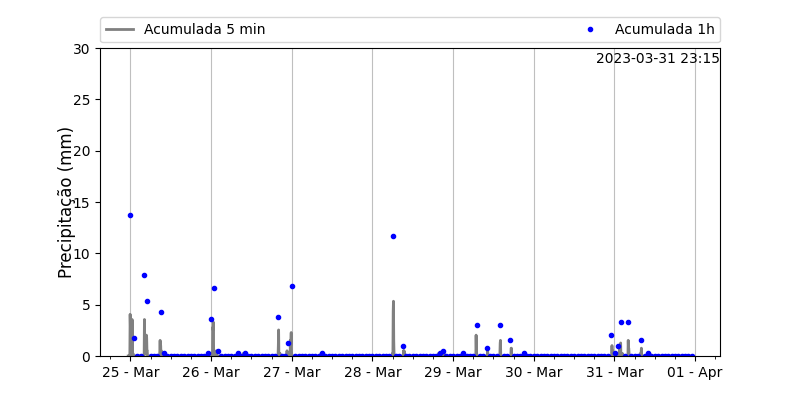 Acumulada 5 min Acumulada 1h
2023-03-31 23:15
Precipitação (mm)
30
25
20
15
10
5
0
25 - Mar 26 - Mar 27 - Mar 28 - Mar 29 - Mar 30 - Mar 31 - Mar 01 - Apr